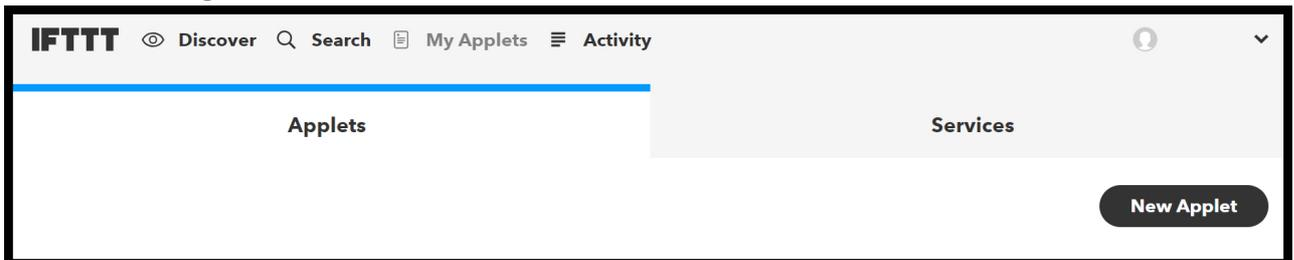 IFTTT Discover Search My Applets Activity
Applets Services
New Applet